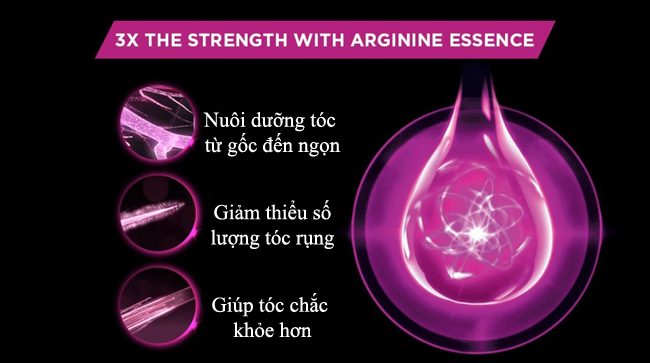 3X THE STRENGTH WITH ARGININE ESSENCE
Nuôi dưỡng tóc
từ gốc đến ngọn
Giảm thiểu số
lượng tóc rụng
Giúp tóc chắc
khỏe hơn